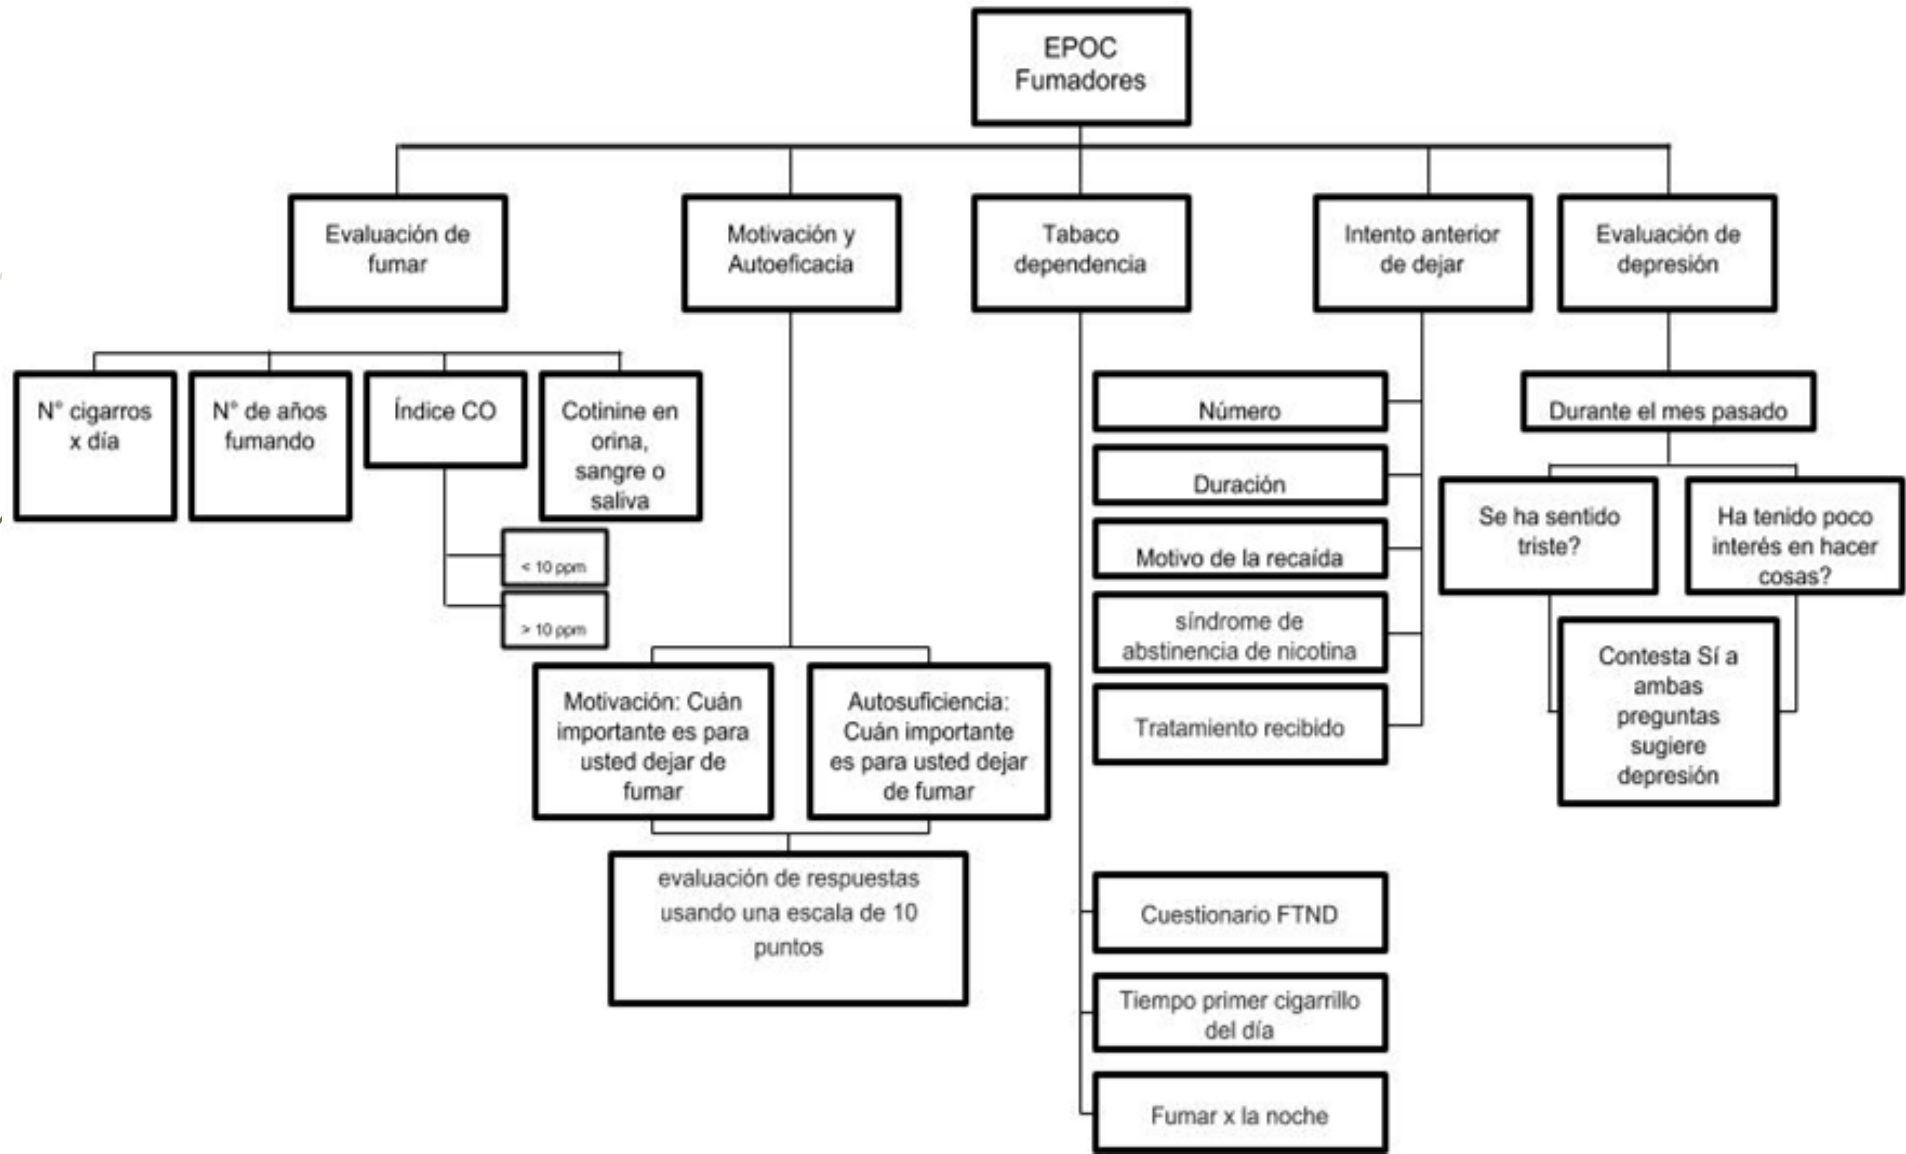 EPOC
Fumadores
Evaluación de
fumar
Motivación y
Autoeficacia
Tabaco
dependencia
Intento anterior
de dejar
Evaluación de
depresión
N° cigarros
x día
N° de años
fumando
Índice CO
Cotinine en
orina,
sangre o
saliva
< 10 ppm
> 10 ppm
Motivación: Cuán
importante es para
usted dejar de
fumar
Autosuficiencia:
Cuán importante
es para usted dejar
de fumar
evaluación de respuestas
usando una escala de 10
puntos
Número
Duración
Motivo de la recaída
síndrome de
abstinencia de nicotina
Tratamiento recibido
Cuestionario FTND
Tiempo primer cigarrillo
del día
Fumar x la noche
Durante el mes pasado
Se ha sentido
triste?
Ha tenido poco
interés en hacer
cosas?
Contesta Sí a
ambas
preguntas
sugiere
depresión